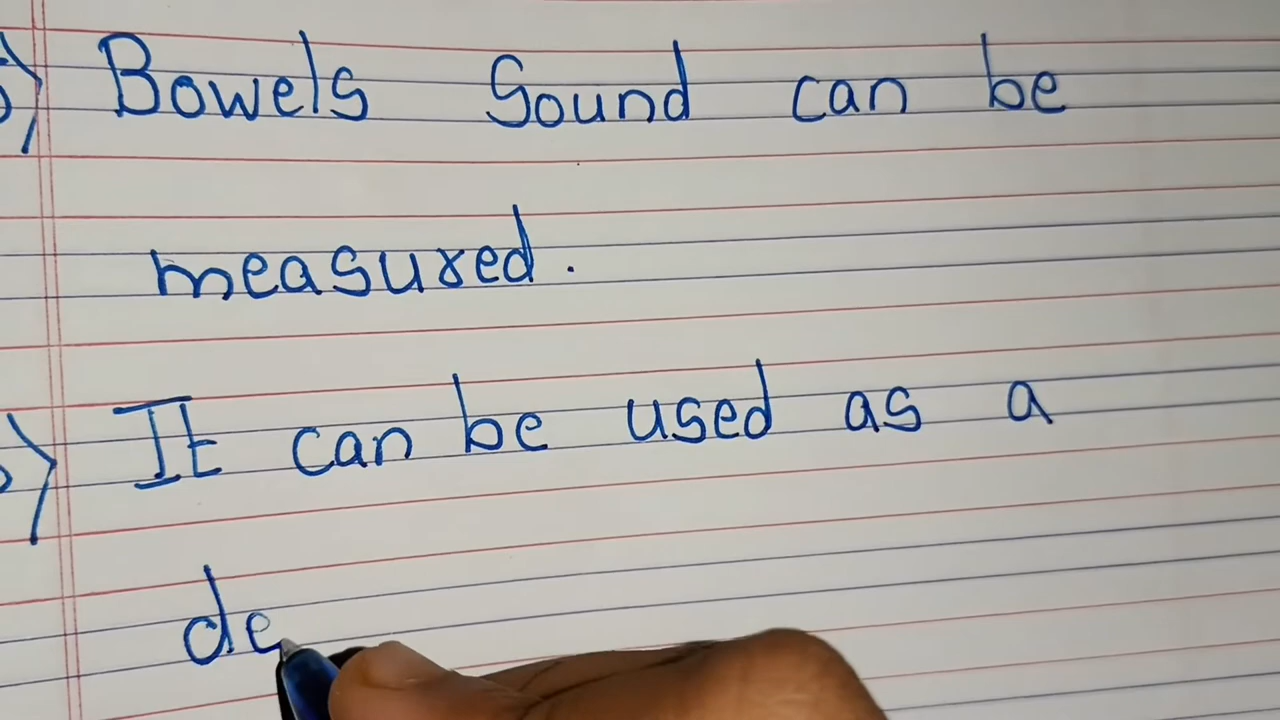 ) Bowels Sound can be
measured.
) It can be used as a
de